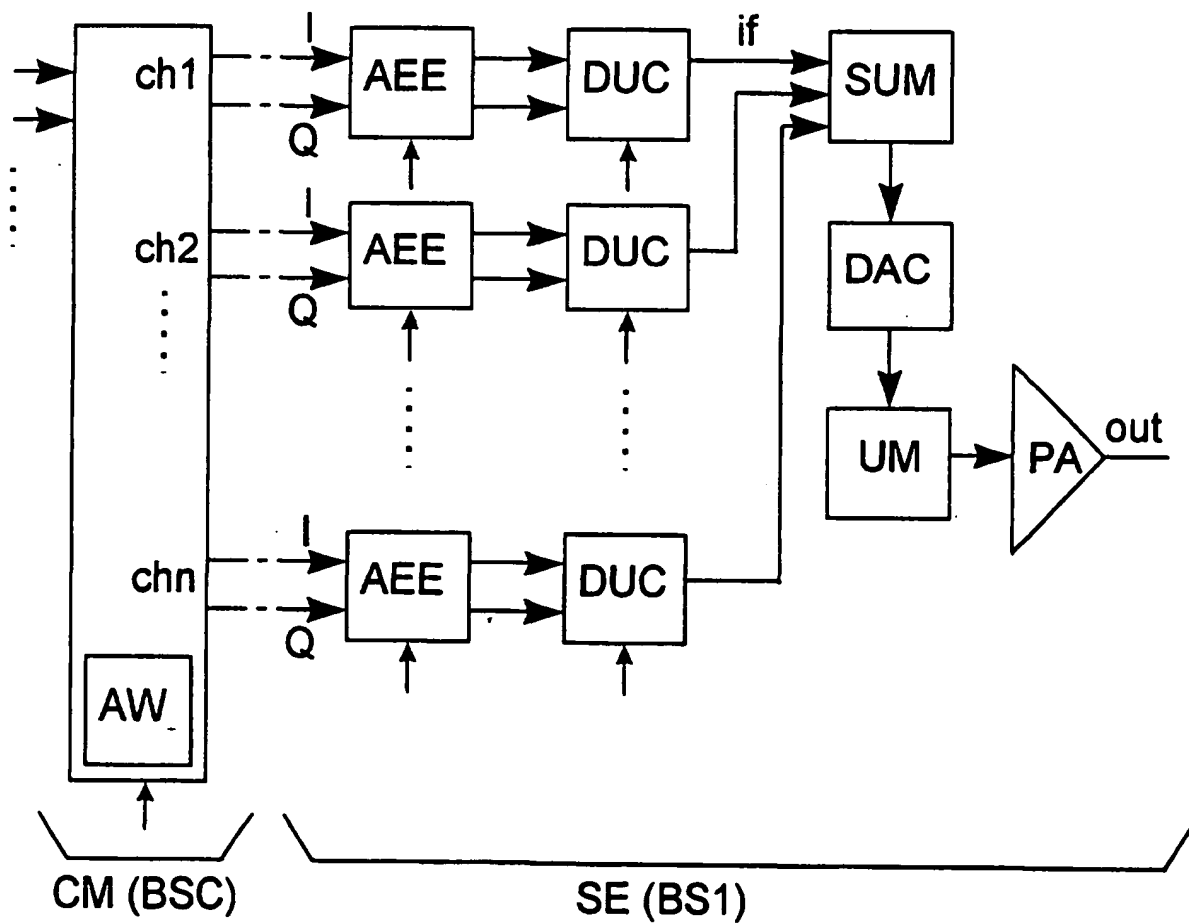 I
if
ch1
AEE
DUC
SUM
Q
I
ch2
AEE
DUC
DAC
Q
UM
PA
out
I
chn
AEE
DUC
Q
AW
CM (BSC)
SE (BS1)